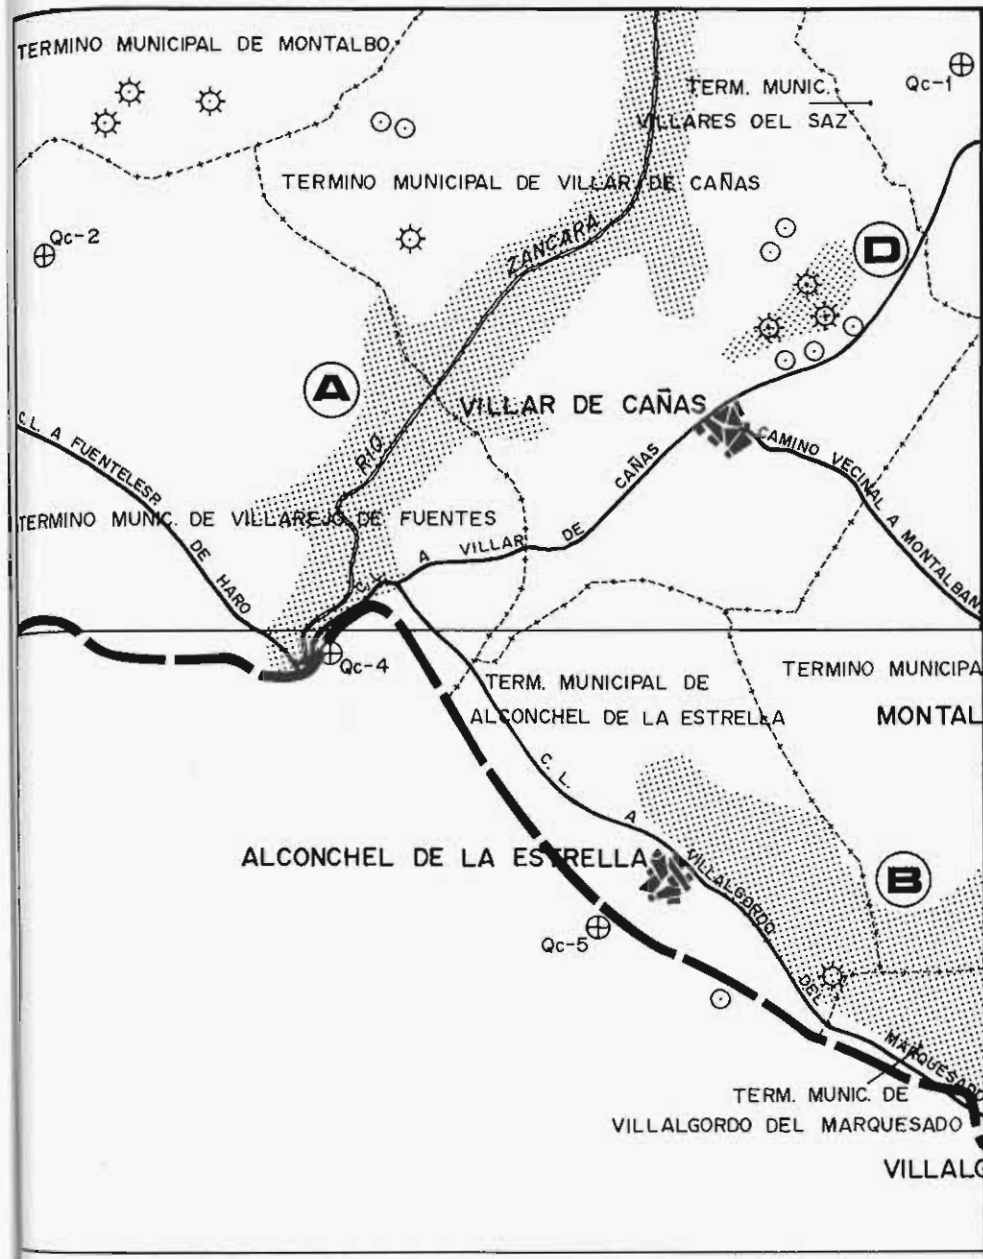 TERMINO MUNICIPAL DE MONTALBO
Qc-1
TERM. MUNIC.
VILLARES DEL SAZ
TERMINO MUNICIPAL DE VILLAR DE CAÑAS
Qc-2
ZANCARA
D
A
VILLAR DE CAÑAS
C.L. A FUENTELESP.
DE HARO
RIO
CAMINO VECINAL A MONTALBAN
TERMINO MUNIC. DE VILLAREJO DE FUENTES
C. L. A VILLAR DE CAÑAS
Qc-4
TERM. MUNICIPAL DE
ALCONCHEL DE LA ESTRELLA
TERMINO MUNICIPA
MONTAL
C. L. A VILLALGORDO DEL MARQUESADO
ALCONCHEL DE LA ESTRELLA
B
Qc-5
TERM. MUNIC. DE
VILLALGORDO DEL MARQUESADO
VILLALG